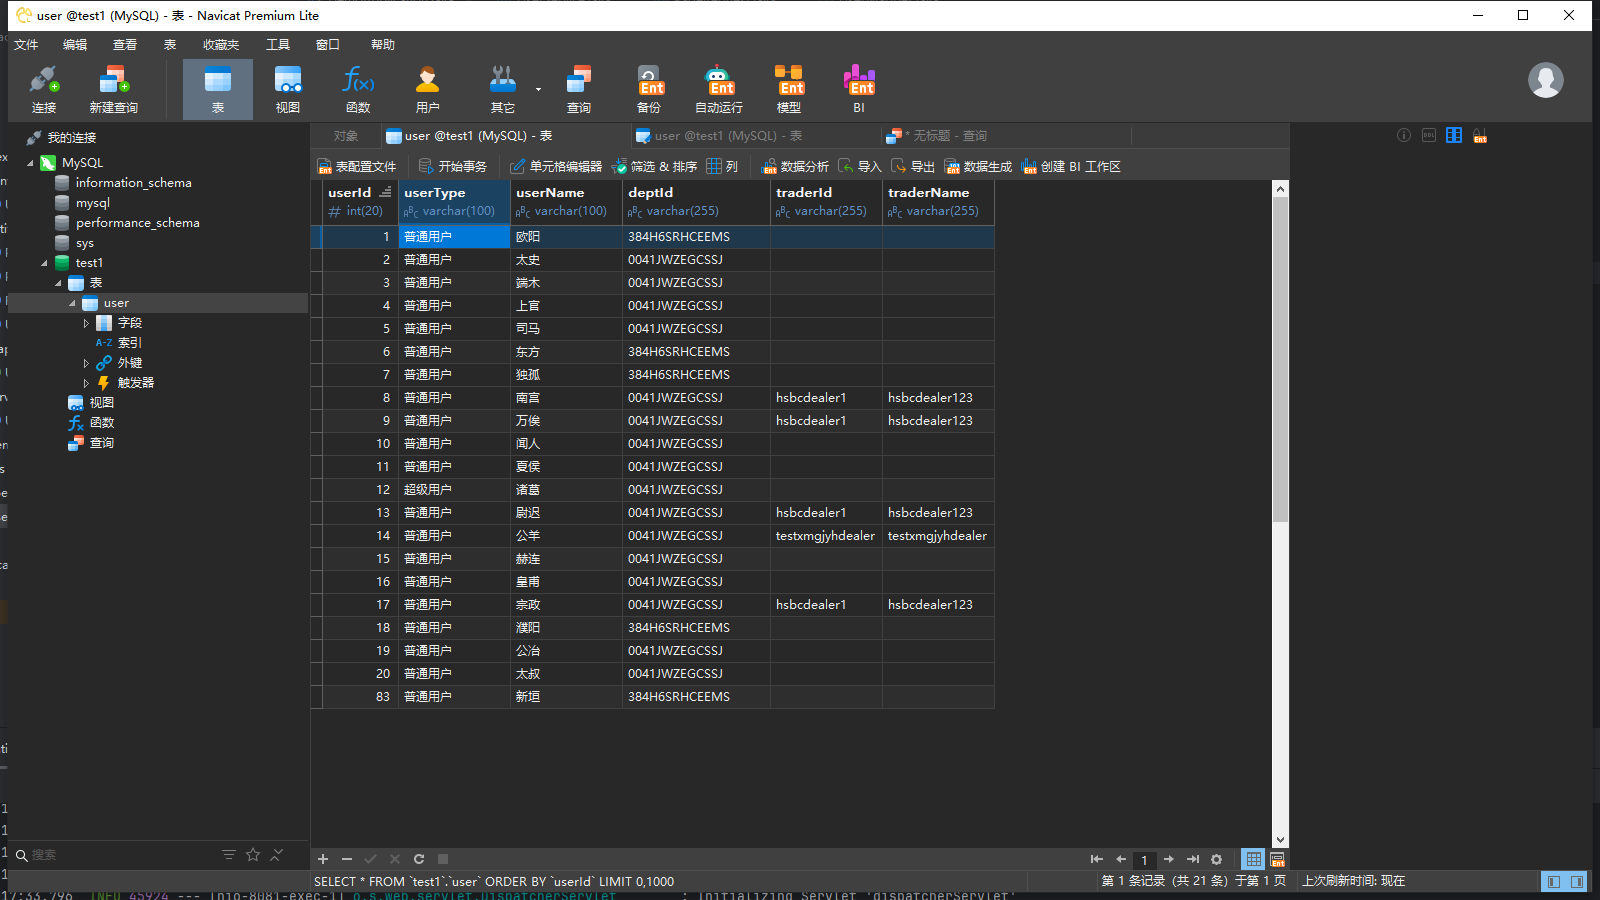 user @test1 (MySQL) - 表 - Navicat Premium Lite
文件 编辑 查看 表 收藏夹 工具 窗口 帮助
连接 新建查询 表 视图 函数 用户 其它 查询 备份 自动运行 模型 BI
我的连接
MySQL
information_schema
mysql
performance_schema
sys
test1
表
user
字段
A-Z 索引
外键
触发器
视图
函数
查询
搜索
对象 user @test1 (MySQL) - 表 user @test1 (MySQL) - 表 * 无标题 - 查询
表配置文件 开始事务 单元格编辑器 筛选 & 排序 列 数据分析 导入 导出 数据生成 创建 BI 工作区
userId userType userName deptId traderId traderName
# int(20) ABC varchar(100) ABC varchar(100) ABC varchar(255) ABC varchar(255) ABC varchar(255)
1 普通用户 欧阳 384H6SRHCEEMS
2 普通用户 太史 0041JWZEGCSSJ
3 普通用户 端木 0041JWZEGCSSJ
4 普通用户 上官 0041JWZEGCSSJ
5 普通用户 司马 0041JWZEGCSSJ
6 普通用户 东方 384H6SRHCEEMS
7 普通用户 独孤 384H6SRHCEEMS
8 普通用户 南宫 0041JWZEGCSSJ hsbcdealer1 hsbcdealer123
9 普通用户 万俟 0041JWZEGCSSJ hsbcdealer1 hsbcdealer123
10 普通用户 闻人 0041JWZEGCSSJ
11 普通用户 夏侯 0041JWZEGCSSJ
12 超级用户 诸葛 0041JWZEGCSSJ
13 普通用户 尉迟 0041JWZEGCSSJ hsbcdealer1 hsbcdealer123
14 普通用户 公羊 0041JWZEGCSSJ testxmgjyhdealer testxmgjyhdealer
15 普通用户 赫连 0041JWZEGCSSJ
16 普通用户 皇甫 0041JWZEGCSSJ
17 普通用户 宗政 0041JWZEGCSSJ hsbcdealer1 hsbcdealer123
18 普通用户 濮阳 384H6SRHCEEMS
19 普通用户 公冶 0041JWZEGCSSJ
20 普通用户 太叔 0041JWZEGCSSJ
83 普通用户 新垣 384H6SRHCEEMS
1
SELECT * FROM `test1`.`user` ORDER BY `userId` LIMIT 0,1000
第 1 条记录 (共 21 条) 于第 1 页 上次刷新时间: 现在